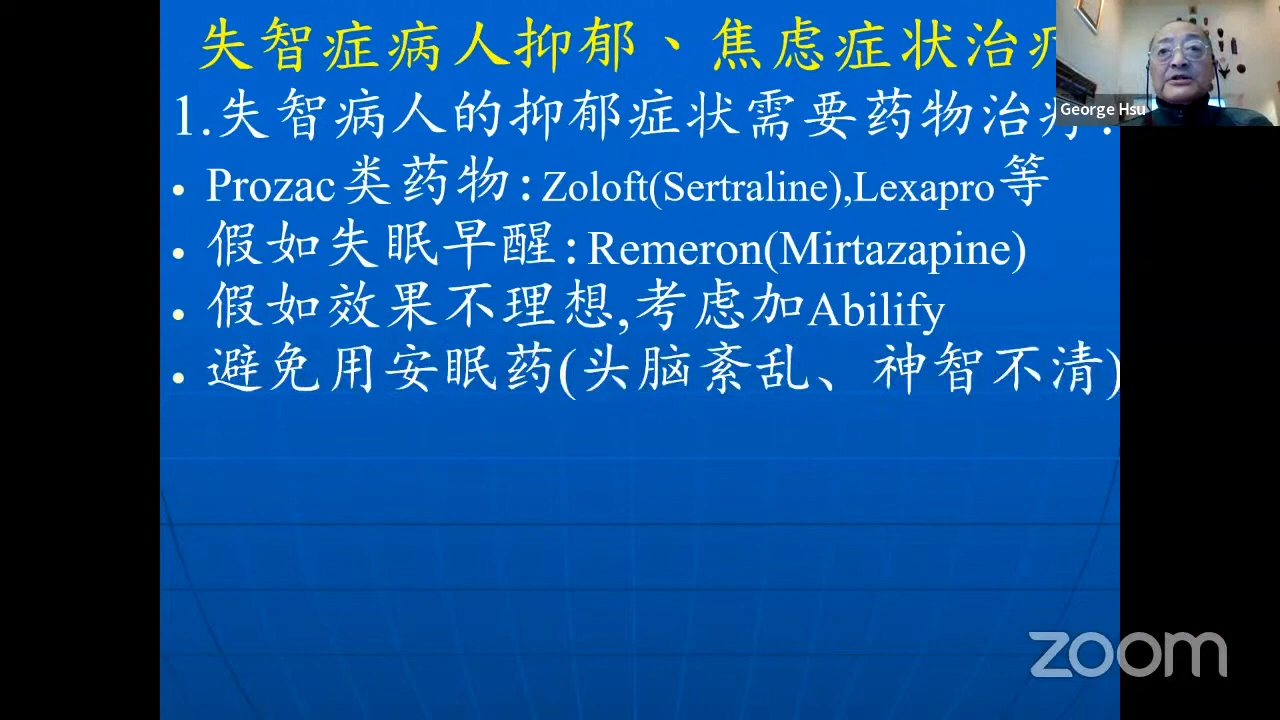 失智症病人抑郁、焦虑症状治疗
1.失智病人的抑郁症状需要药物治疗:
• Prozac类药物:Zoloft(Sertraline),Lexapro等
• 假如失眠早醒:Remeron(Mirtazapine)
• 假如效果不理想,考虑加Abilify
• 避免用安眠药(头脑紊乱、神智不清)
George Hsu
zoom